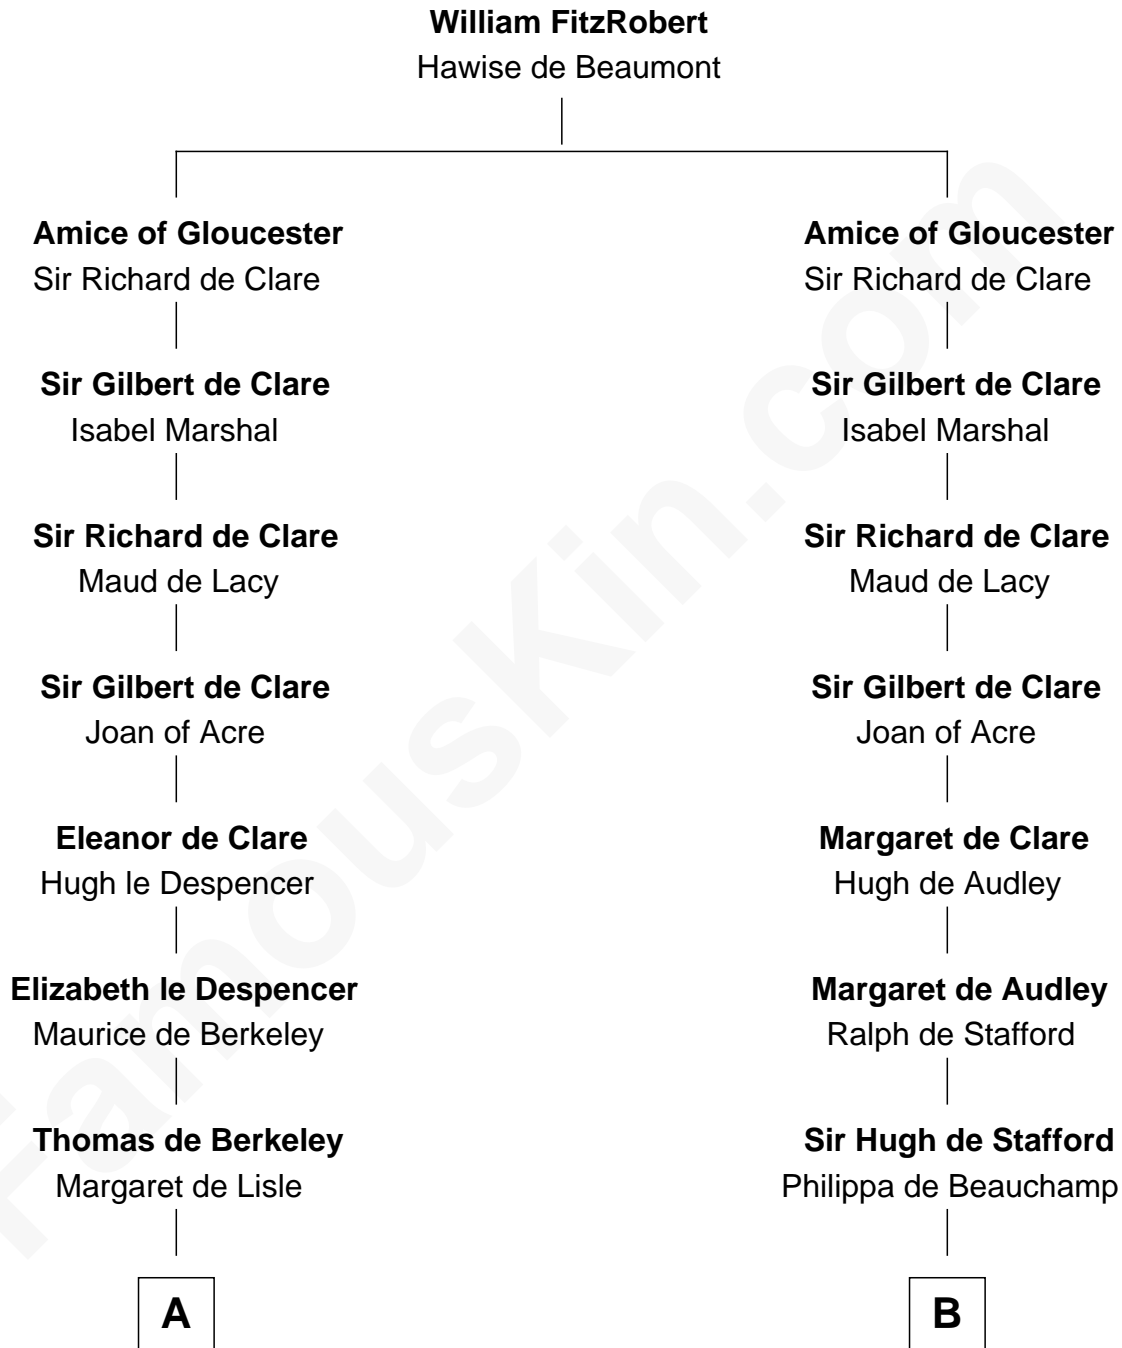 William FitzRobert
Hawise de Beaumont
Amice of Gloucester
Sir Richard de Clare
Sir Gilbert de Clare
Isabel Marshal
Sir Richard de Clare
Maud de Lacy
Sir Gilbert de Clare
Joan of Acre
Eleanor de Clare
Hugh le Despencer
Elizabeth le Despencer
Maurice de Berkeley
Thomas de Berkeley
Margaret de Lisle
A
Amice of Gloucester
Sir Richard de Clare
Sir Gilbert de Clare
Isabel Marshal
Sir Richard de Clare
Maud de Lacy
Sir Gilbert de Clare
Joan of Acre
Margaret de Clare
Hugh de Audley
Margaret de Audley
Ralph de Stafford
Sir Hugh de Stafford
Philippa de Beauchamp
B
FamousKin.com